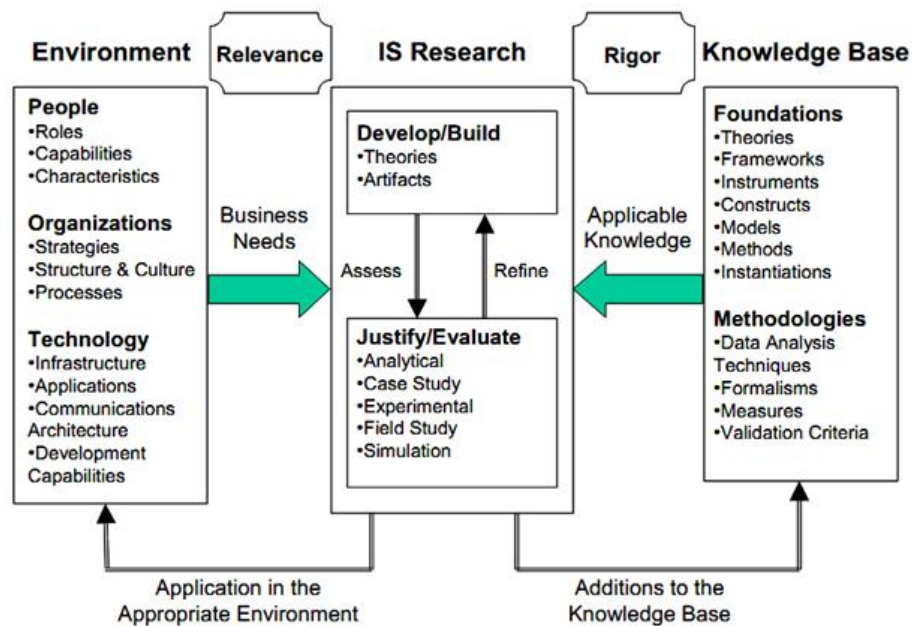 Environment
Relevance
IS Research
Rigor
Knowledge Base
People
•Roles
•Capabilities
•Characteristics
Organizations
•Strategies
•Structure & Culture
•Processes
Technology
•Infrastructure
•Applications
•Communications
Architecture
•Development
Capabilities
Business
Needs
Develop/Build
•Theories
•Artifacts
Assess
Refine
Justify/Evaluate
•Analytical
•Case Study
•Experimental
•Field Study
•Simulation
Applicable
Knowledge
Foundations
•Theories
•Frameworks
•Instruments
•Constructs
•Models
•Methods
•Instantiations
Methodologies
•Data Analysis
Techniques
•Formalisms
•Measures
•Validation Criteria
Application in the
Appropriate Environment
Additions to the
Knowledge Base